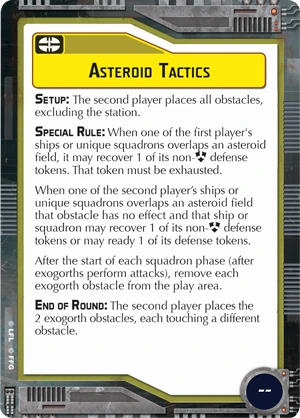 Asteroid Tactics
Setup: The second player places all obstacles,
excluding the station.
Special Rule: When one of the first player's
ships or unique squadrons overlaps an asteroid
field, it may recover 1 of its non- defense
tokens. That token must be exhausted.
When one of the second player's ships or
unique squadrons overlaps an asteroid field
that obstacle has no effect and that ship or
squadron may recover 1 of its non- defense
tokens or may ready 1 of its defense tokens.
After the start of each squadron phase (after
exogorths perform attacks), remove each
exogorth obstacle from the play area.
End of Round: The second player places the
2 exogorth obstacles, each touching a different
obstacle.
© LFL © FFG
--